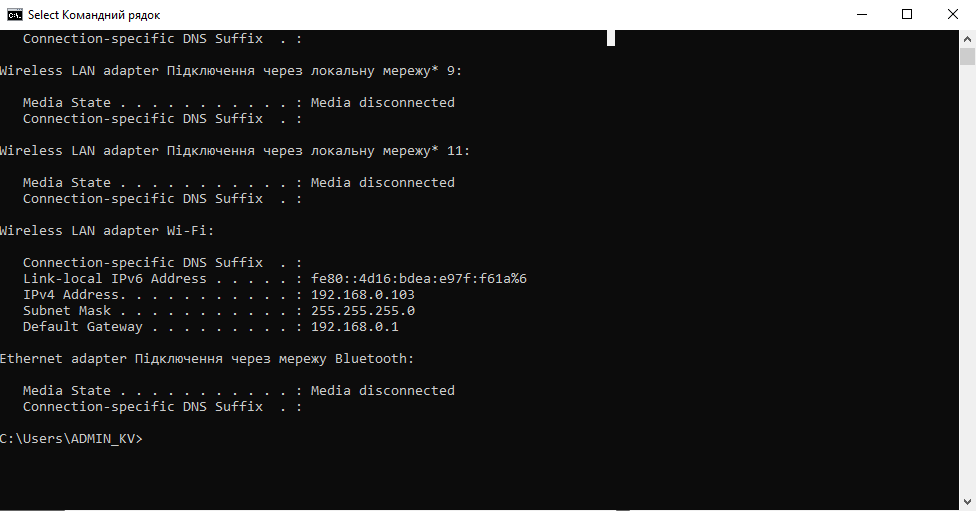 Select Командний рядок
Connection-specific DNS Suffix  . :
Wireless LAN adapter Підключення через локальну мережу* 9:
Media State . . . . . . . . . . . : Media disconnected
Connection-specific DNS Suffix  . :
Wireless LAN adapter Підключення через локальну мережу* 11:
Media State . . . . . . . . . . . : Media disconnected
Connection-specific DNS Suffix  . :
Wireless LAN adapter Wi-Fi:
Connection-specific DNS Suffix  . :
Link-local IPv6 Address . . . . . : fe80::4d16:bdea:e97f:f61a%6
IPv4 Address. . . . . . . . . . . : 192.168.0.103
Subnet Mask . . . . . . . . . . . : 255.255.255.0
Default Gateway . . . . . . . . . : 192.168.0.1
Ethernet adapter Підключення через мережу Bluetooth:
Media State . . . . . . . . . . . : Media disconnected
Connection-specific DNS Suffix  . :
C:\Users\ADMIN_KV>